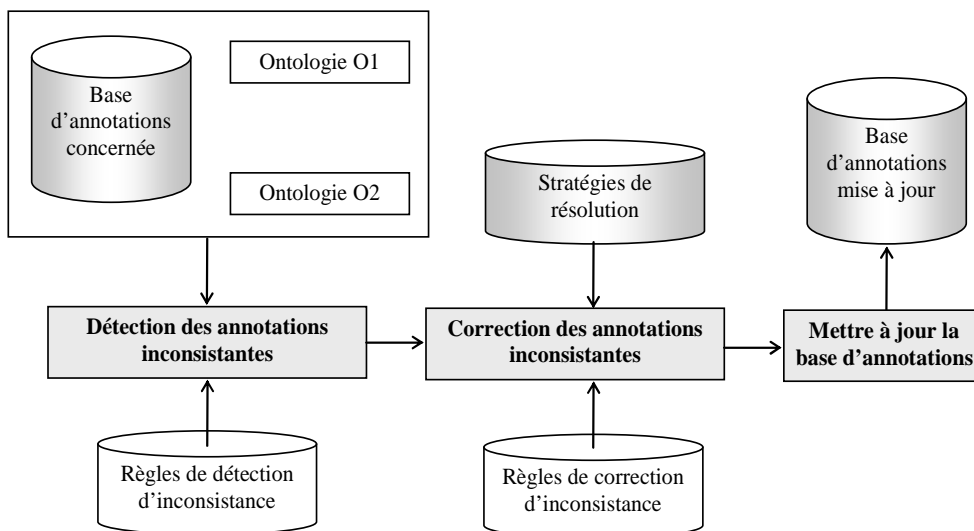 Base
d'annotations
concernée
Ontologie O1
Ontologie O2
Stratégies de
résolution
Base
d'annotations
mise à jour
Détection des annotations
inconsistantes
Correction des annotations
inconsistantes
Mettre à jour la
base d'annotations
Règles de détection
d'inconsistance
Règles de correction
d'inconsistance